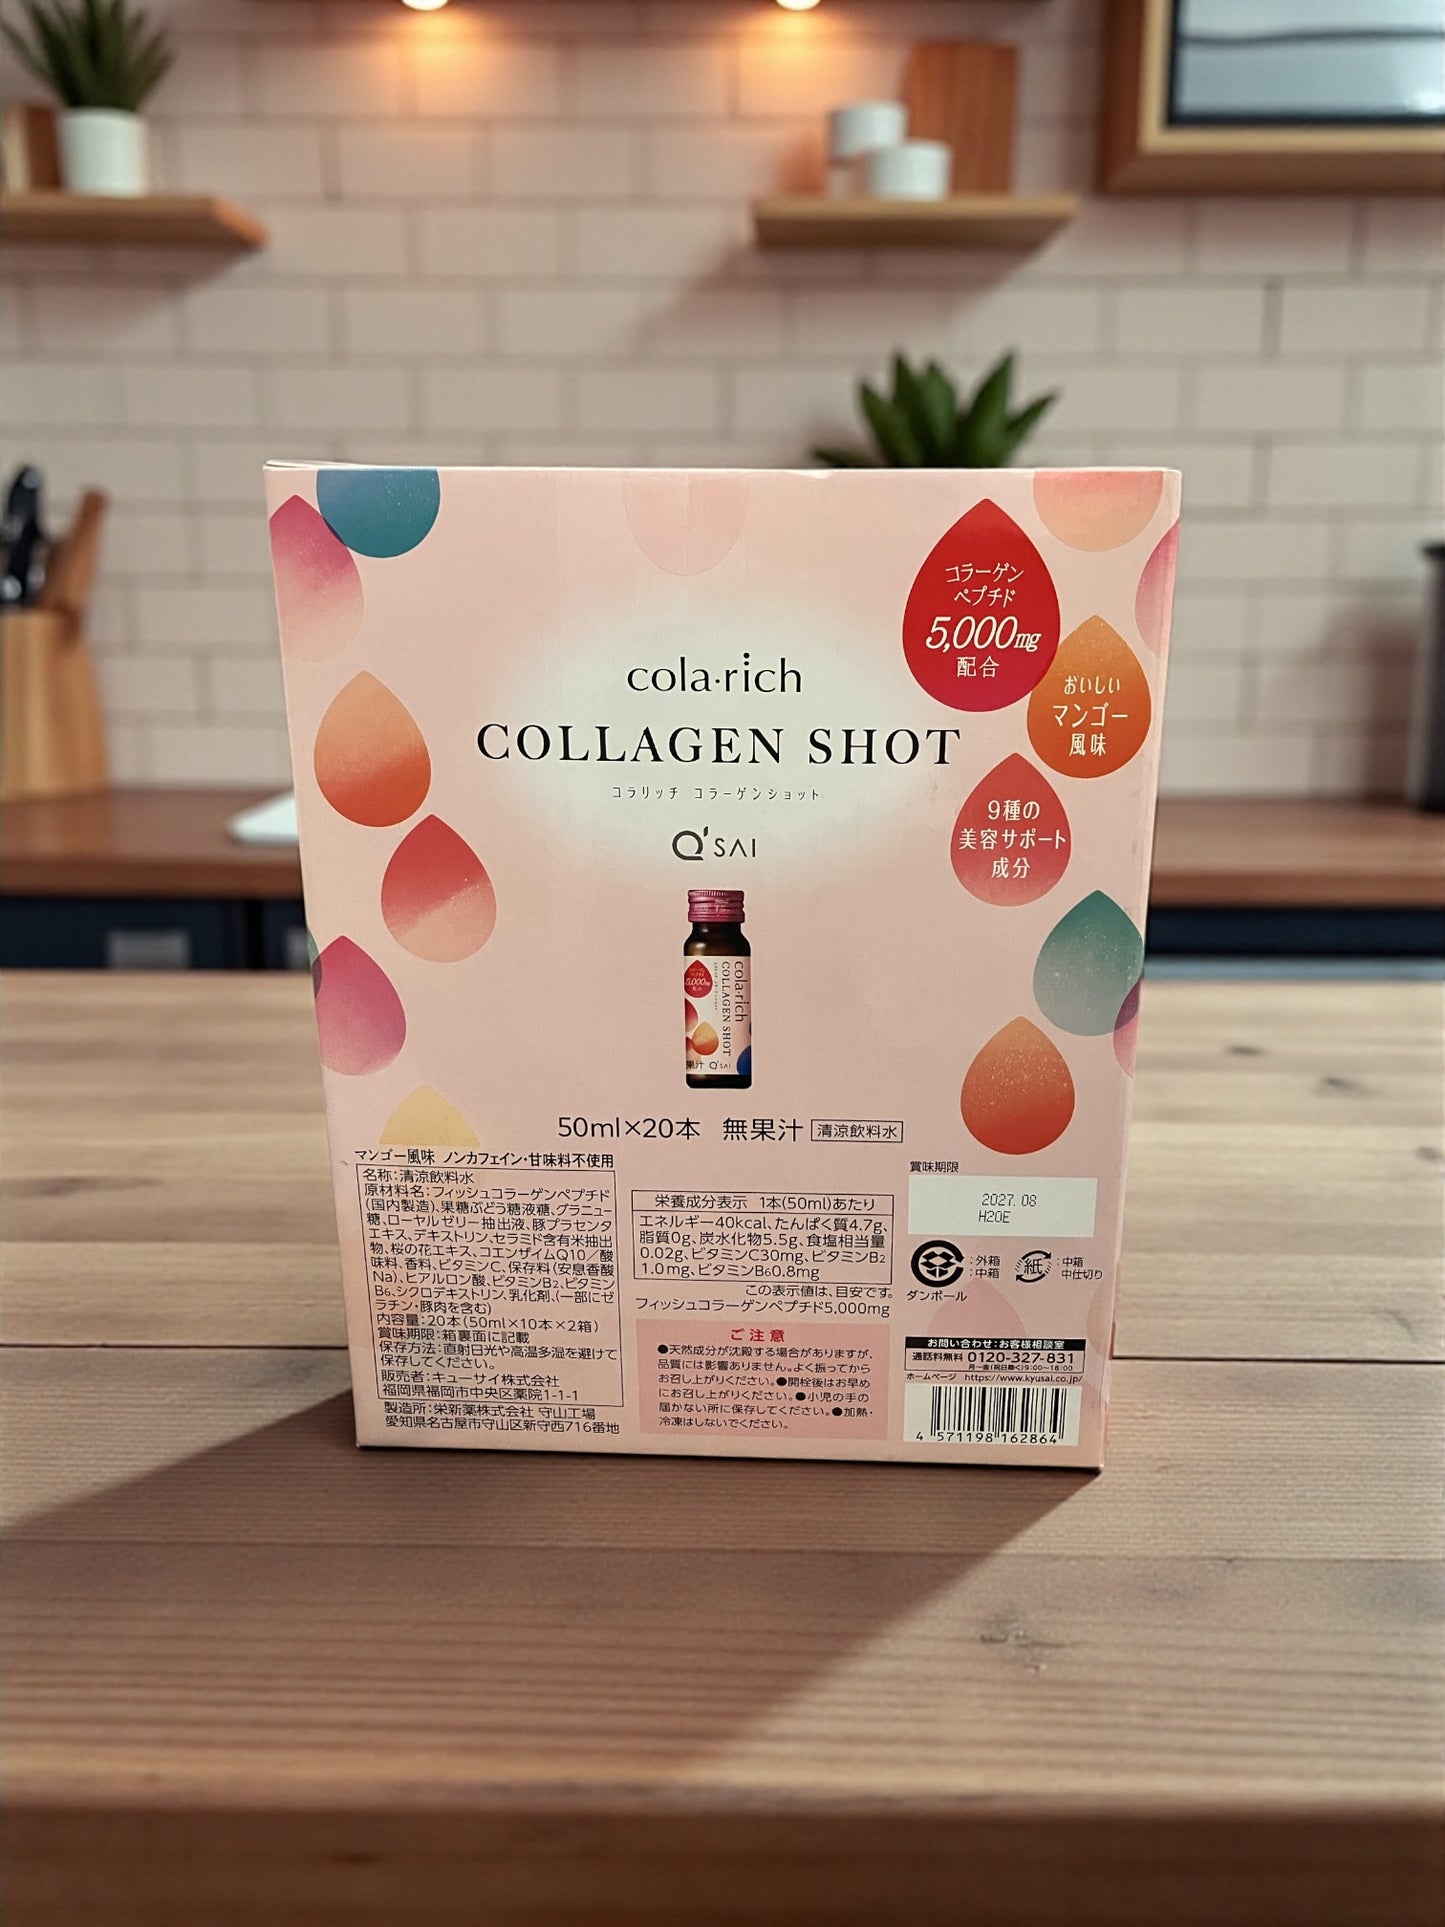 コラーゲン
ペプチド
5,000mg
配合
おいしい
マンゴー
風味
9種の
美容サポート
成分
cola·rich
COLLAGEN SHOT
コラリッチ コラーゲンショット
Q'SAI
コラーゲン
ペプチド
5,000mg
配合
cola·rich
COLLAGEN SHOT
果汁 Q'SAI
50ml×20本 無果汁 清涼飲料水
マンゴー風味 ノンカフェイン・甘味料不使用
名称:清涼飲料水
原材料名:フィッシュコラーゲンペプチド
(国内製造)、果糖ぶどう糖液糖、グラニュー
糖、ローヤルゼリー抽出液、豚プラセンタ
エキス、デキストリン、セラミド含有米抽出
物、桜の花エキス、コエンザイムQ10/酸
味料、香料、ビタミンC、保存料(安息香酸
Na)、ヒアルロン酸、ビタミンB2、ビタミン
B6、シクロデキストリン、乳化剤、(一部にゼ
ラチン・豚肉を含む)
内容量:20本(50ml×10本×2箱)
賞味期限:箱裏面に記載
保存方法:直射日光や高温多湿を避けて
保存してください。
販売者:キューサイ株式会社
福岡県福岡市中央区薬院1-1-1
製造所:栄新薬株式会社 守山工場
愛知県名古屋市守山区新守西716番地
栄養成分表示 1本(50ml)あたり
エネルギー40kcal、たんぱく質4.7g、
脂質0g、炭水化物5.5g、食塩相当量
0.02g、ビタミンC30mg、ビタミンB2
1.0mg、ビタミンB6 0.8mg
この表示値は、目安です。
フィッシュコラーゲンペプチド5,000mg
ご注意
●天然成分が沈殿する場合がありますが、
品質には影響ありません。よく振ってから
お召し上がりください。●開栓後はお早め
にお召し上がりください。●小児の手の
届かない所に保存してください。●加熱・
冷凍はしないでください。
賞味期限
2027.08
H20E
:外箱
:中箱
ダンボール
紙
:中箱
中仕切り
お問い合わせ:お客様相談室
通話料無料 0120-327-831
月〜金(祝日除く)9:00〜18:00
ホームページ https://www.kyusai.co.jp/
4 571198 162864